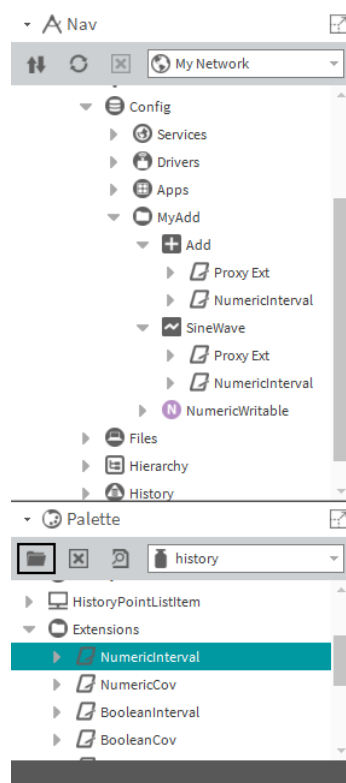 Nav
My Network
Config
Services
Drivers
Apps
MyAdd
Add
Proxy Ext
NumericInterval
SineWave
Proxy Ext
NumericInterval
N NumericWritable
Files
Hierarchy
History
Palette
history
HistoryPointListItem
Extensions
NumericInterval
NumericCov
BooleanInterval
BooleanCov